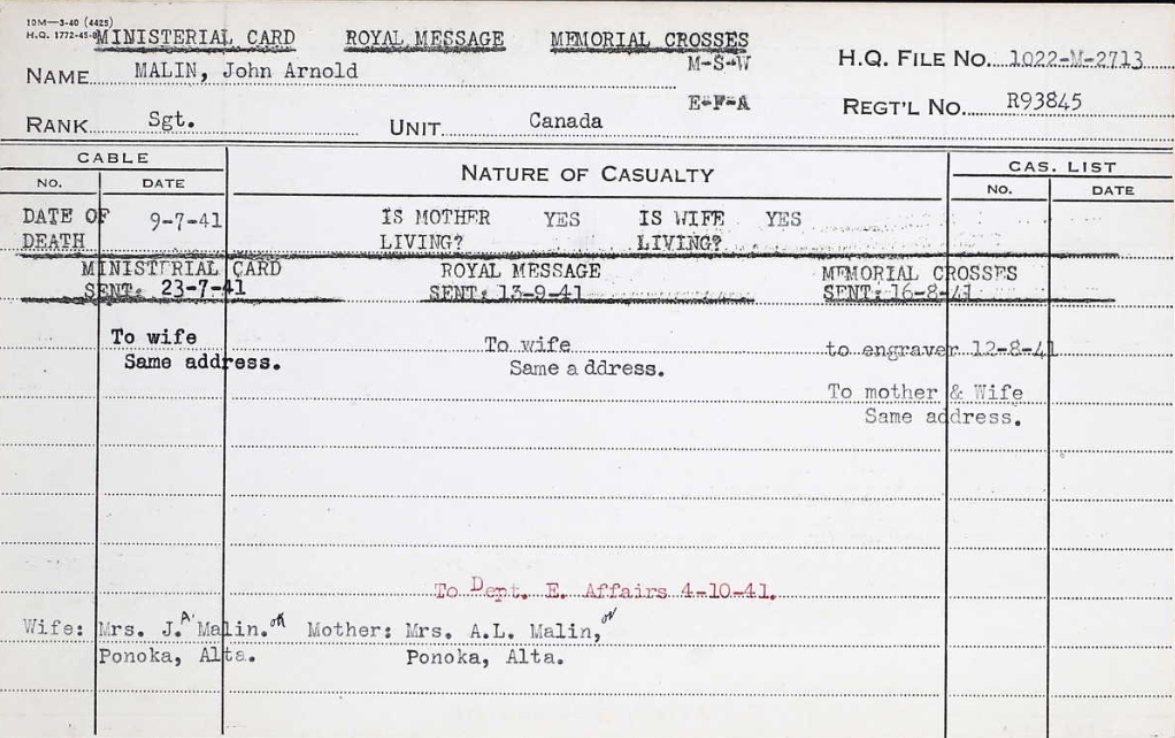 10M—3-40 (4425)
H.Q. 1772-45-8
MINISTERIAL CARD ROYAL MESSAGE MEMORIAL CROSSES
M-S-W
H.Q. FILE NO. 1022-M-2713
NAME MALIN, John Arnold
E-F-A
REGT'L NO. R93845
RANK Sgt. UNIT Canada
CABLE NATURE OF CASUALTY CAS. LIST
NO. DATE NO. DATE
DATE OF 9-7-41 IS MOTHER YES IS WIFE YES
DEATH LIVING? LIVING?
MINISTERIAL CARD ROYAL MESSAGE MEMORIAL CROSSES
SENT: 23-7-41 SENT: 13-9-41 SENT: 16-8-41
To wife To wife to engraver 12-8-41
Same address. Same a ddress.
To mother & Wife
Same address.
To Dept. E. Affairs 4-10-41.
Wife: Mrs. J.A. Malin. Mother: Mrs. A.L. Malin,
Ponoka, Alta. Ponoka, Alta.